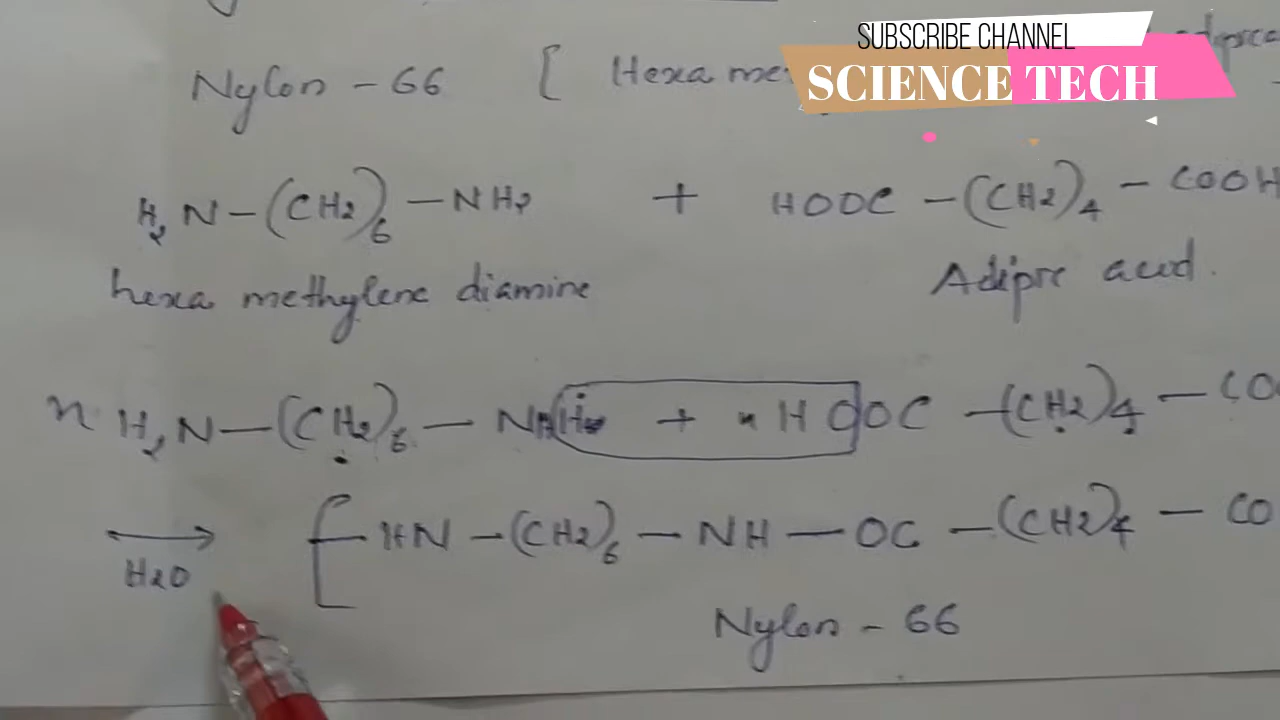 SUBSCRIBE CHANNEL
SCIENCE TECH
Nylon - 66 [ Hexa me
H2N-(CH2)6-NH2 + HOOC-(CH2)4-COOH
hexa methylene diamine Adipic acid.
n H2N-(CH2)6-NH + n HOOC-(CH2)4-CO
H2O [HN-(CH2)6-NH-OC-(CH2)4-CO
Nylon - 66